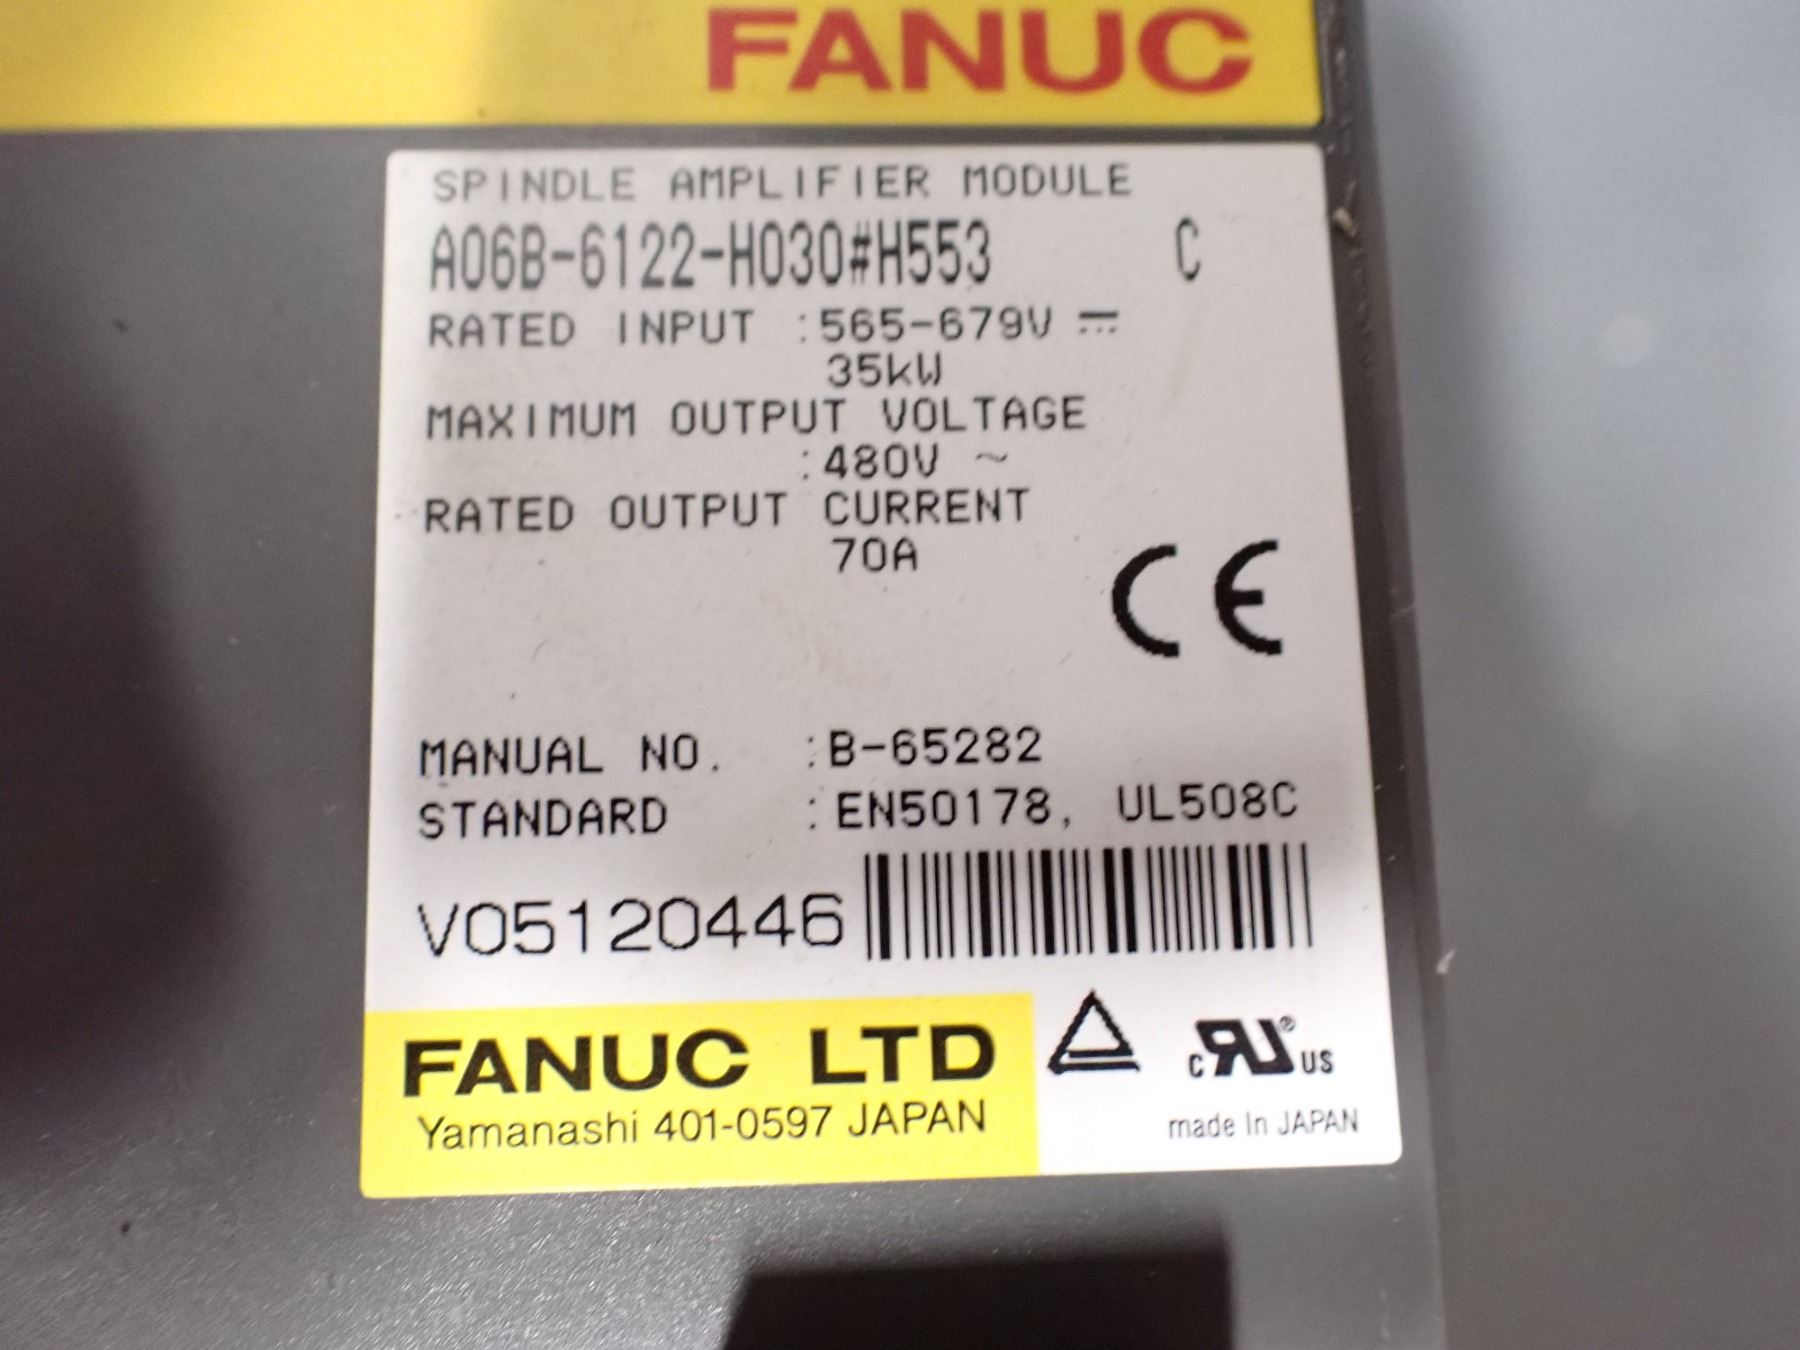 FANUC
SPINDLE AMPLIFIER MODULE
A06B-6122-H030#H553 C
RATED INPUT :565-679V ⎓
35kW
MAXIMUM OUTPUT VOLTAGE
:480V ~
RATED OUTPUT CURRENT
70A
CE
MANUAL NO. :B-65282
STANDARD :EN50178, UL508C
V05120446
FANUC LTD
Yamanashi 401-0597 JAPAN
c RU ® US
made in JAPAN